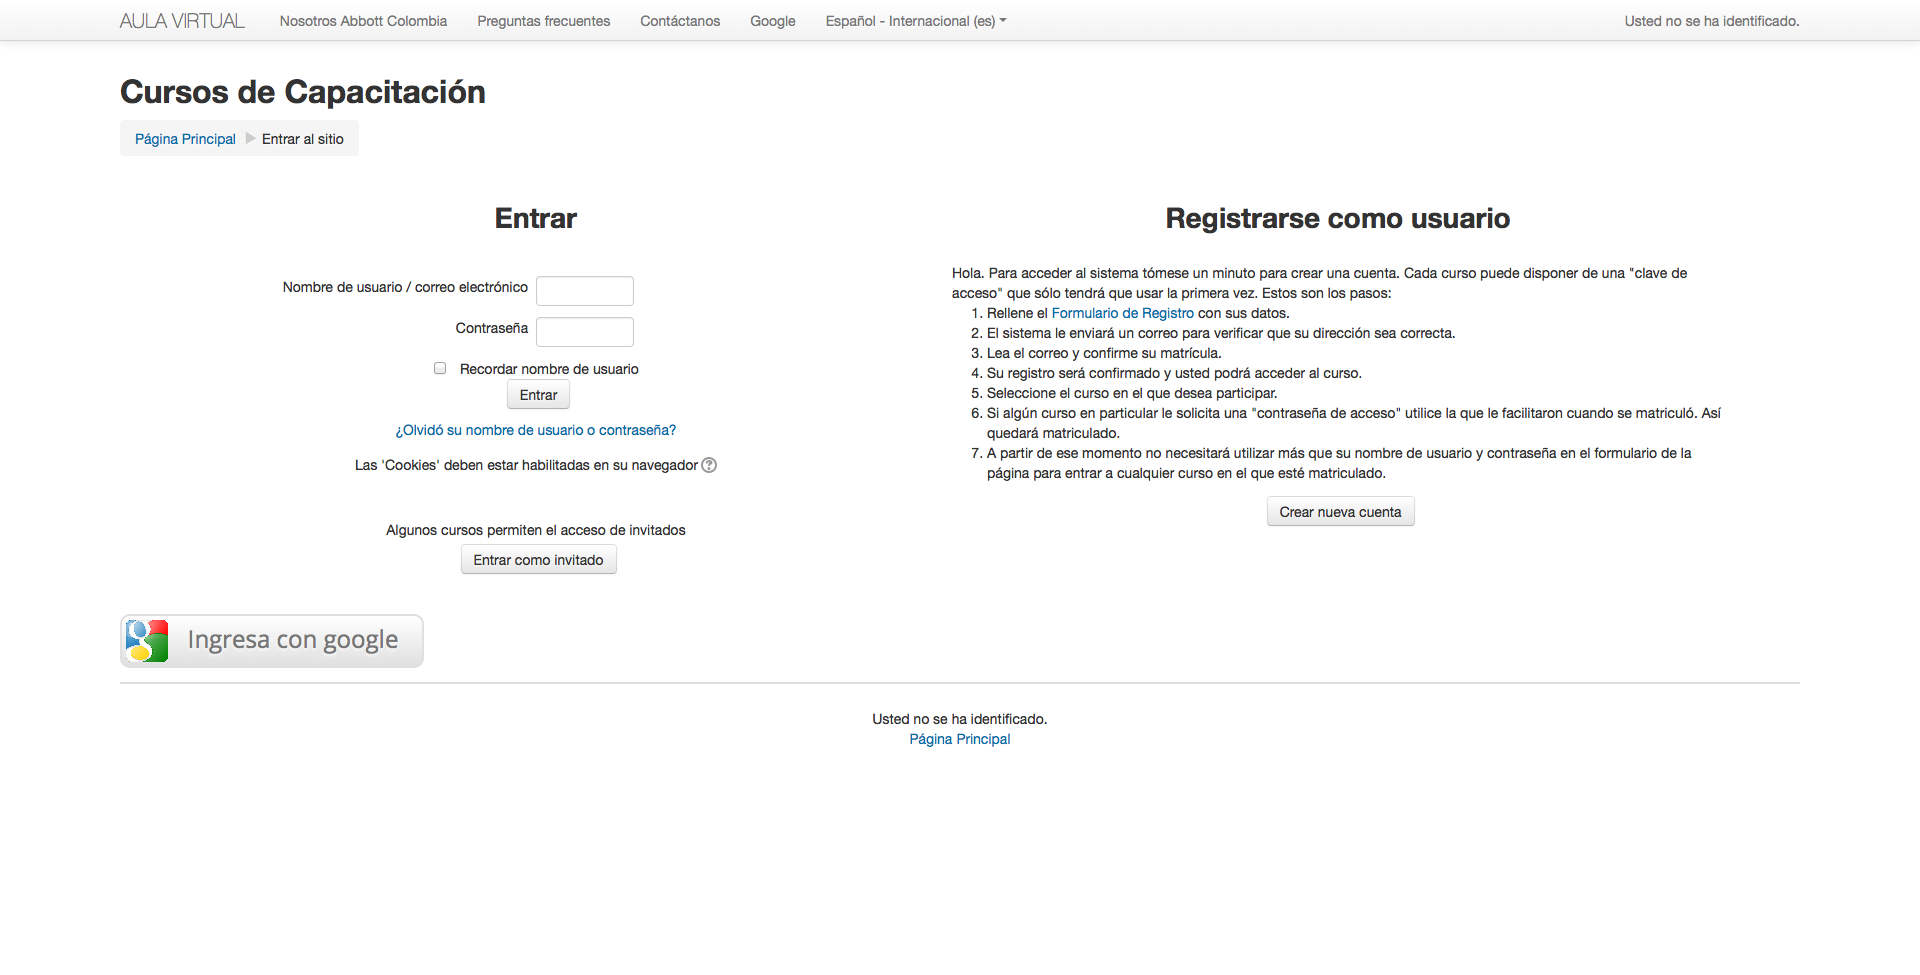 AULA VIRTUAL Nosotros Abbott Colombia Preguntas frecuentes Contáctanos Google Español - Internacional (es) Usted no se ha identificado.
Cursos de Capacitación
Página Principal Entrar al sitio
Entrar
Nombre de usuario / correo electrónico
Contraseña
Recordar nombre de usuario
Entrar
¿Olvidó su nombre de usuario o contraseña?
Las 'Cookies' deben estar habilitadas en su navegador ?
Algunos cursos permiten el acceso de invitados
Entrar como invitado
Registrarse como usuario
Hola. Para acceder al sistema tómese un minuto para crear una cuenta. Cada curso puede disponer de una "clave de
acceso" que sólo tendrá que usar la primera vez. Estos son los pasos:
1. Rellene el Formulario de Registro con sus datos.
2. El sistema le enviará un correo para verificar que su dirección sea correcta.
3. Lea el correo y confirme su matrícula.
4. Su registro será confirmado y usted podrá acceder al curso.
5. Seleccione el curso en el que desea participar.
6. Si algún curso en particular le solicita una "contraseña de acceso" utilice la que le facilitaron cuando se matriculó. Así
quedará matriculado.
7. A partir de ese momento no necesitará utilizar más que su nombre de usuario y contraseña en el formulario de la
página para entrar a cualquier curso en el que esté matriculado.
Crear nueva cuenta
g Ingresa con google
Usted no se ha identificado.
Página Principal